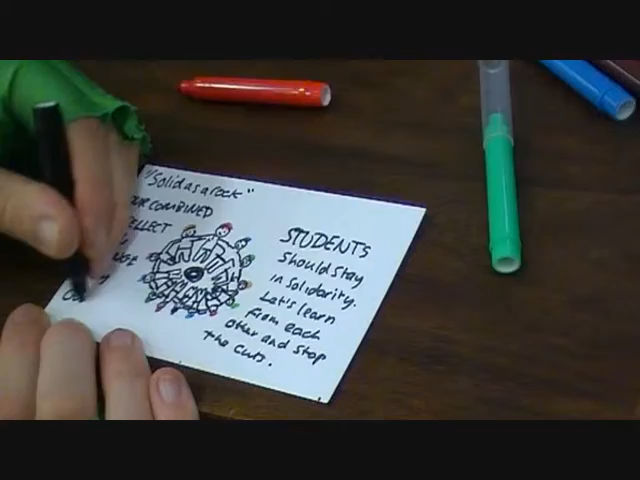 "Solid as a rock"
OUR COMBINED
STUDENTS
Should stay
in Solidarity.
Let's learn
from each
other and stop
the cuts.